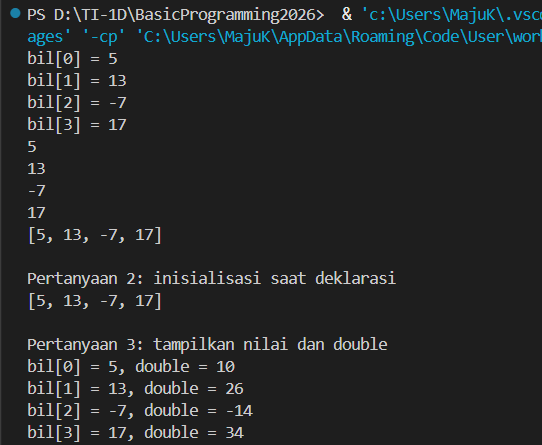 PS D:\TI-1D\BasicProgramming2026>  & 'c:\Users\MajuK\.vsc
ages' '-cp' 'C:\Users\MajuK\AppData\Roaming\Code\User\wor
bil[0] = 5
bil[1] = 13
bil[2] = -7
bil[3] = 17
5
13
-7
17
[5, 13, -7, 17]
Pertanyaan 2: inisialisasi saat deklarasi
[5, 13, -7, 17]
Pertanyaan 3: tampilkan nilai dan double
bil[0] = 5, double = 10
bil[1] = 13, double = 26
bil[2] = -7, double = -14
bil[3] = 17, double = 34